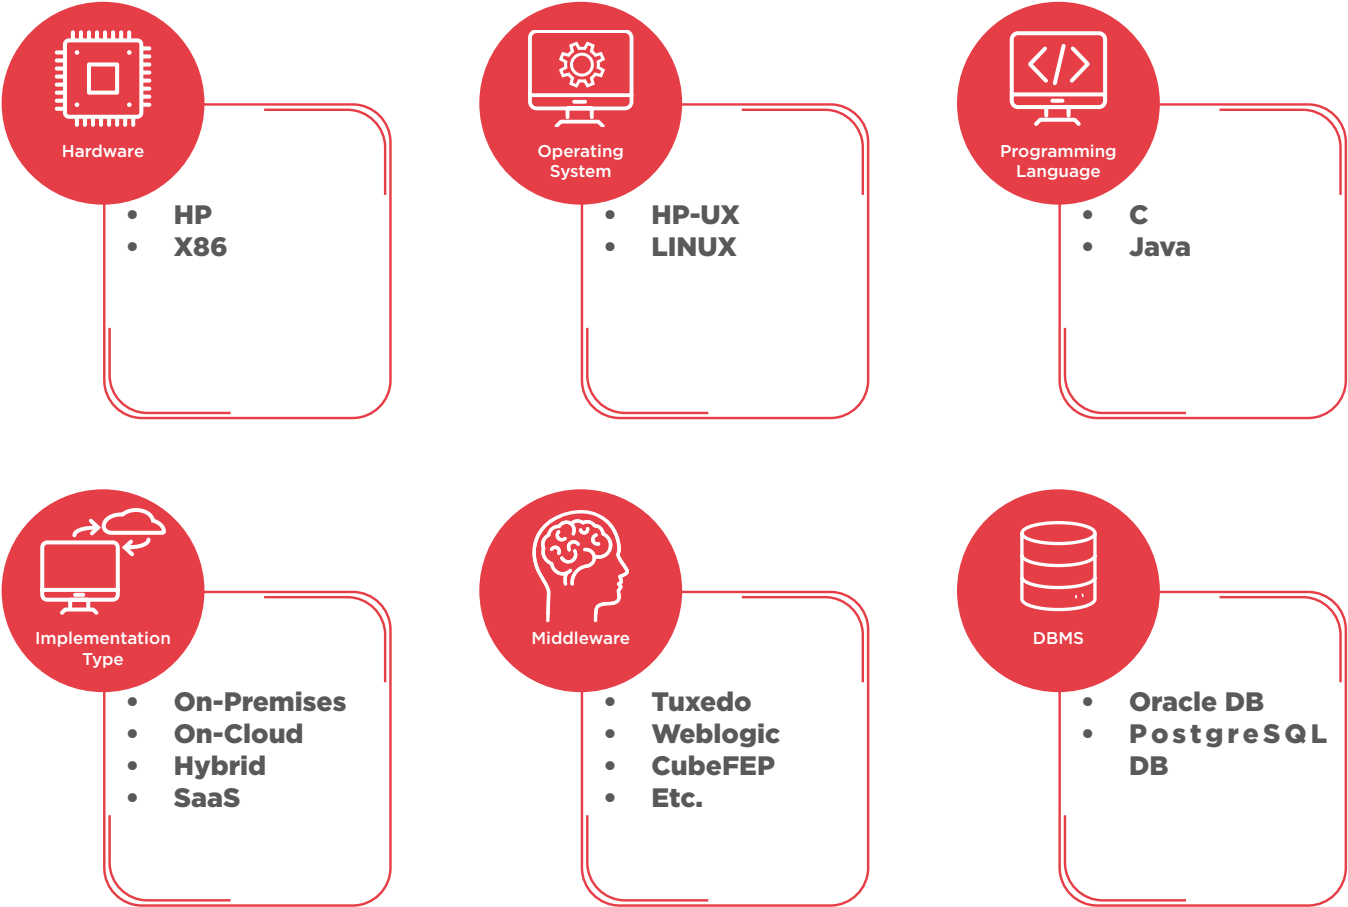 Hardware
• HP
• X86
Operating
System
• HP-UX
• LINUX
Programming
Language
• C
• Java
Implementation
Type
• On-Premises
• On-Cloud
• Hybrid
• SaaS
Middleware
• Tuxedo
• Weblogic
• CubeFEP
• Etc.
DBMS
• Oracle DB
• PostgreSQL
DB